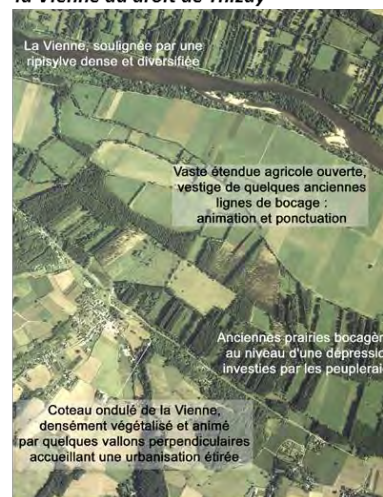 la Vienne au droit de Thizay
La Vienne, soulignée par une
ripisylve dense et diversifiée
Vaste étendue agricole ouverte,
vestige de quelques anciennes
lignes de bocage :
animation et ponctuation
Anciennes prairies bocagèr
au niveau d'une dépressio
investies par les peuplerai
Coteau ondulé de la Vienne,
densément végétalisé et animé
par quelques vallons perpendiculaires
accueillant une urbanisation étirée